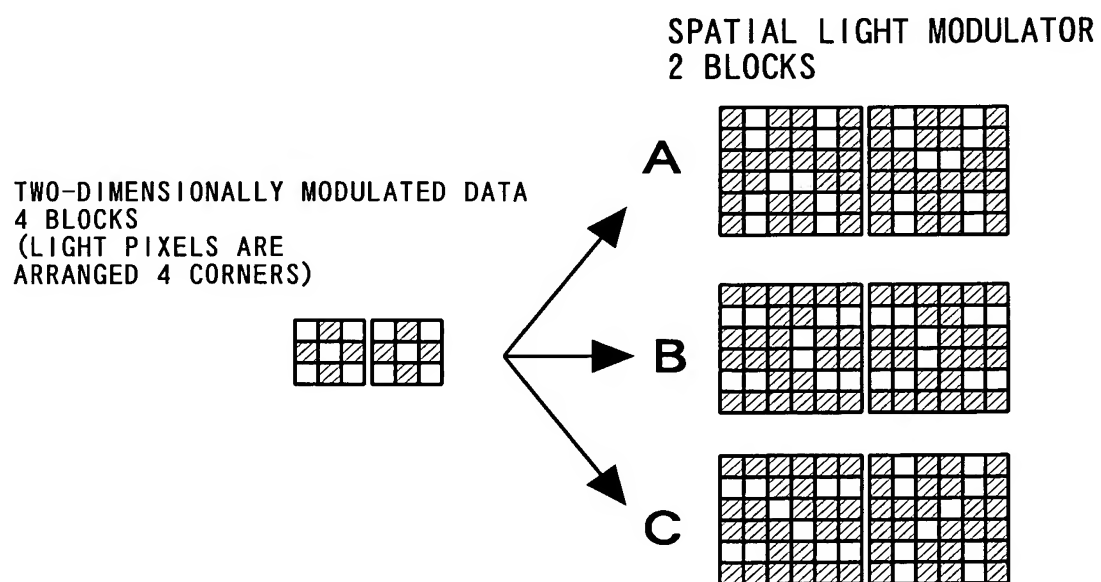 SPATIAL LIGHT MODULATOR
2 BLOCKS
A
TWO-DIMENSIONALLY MODULATED DATA
4 BLOCKS
(LIGHT PIXELS ARE
ARRANGED 4 CORNERS)
B
C